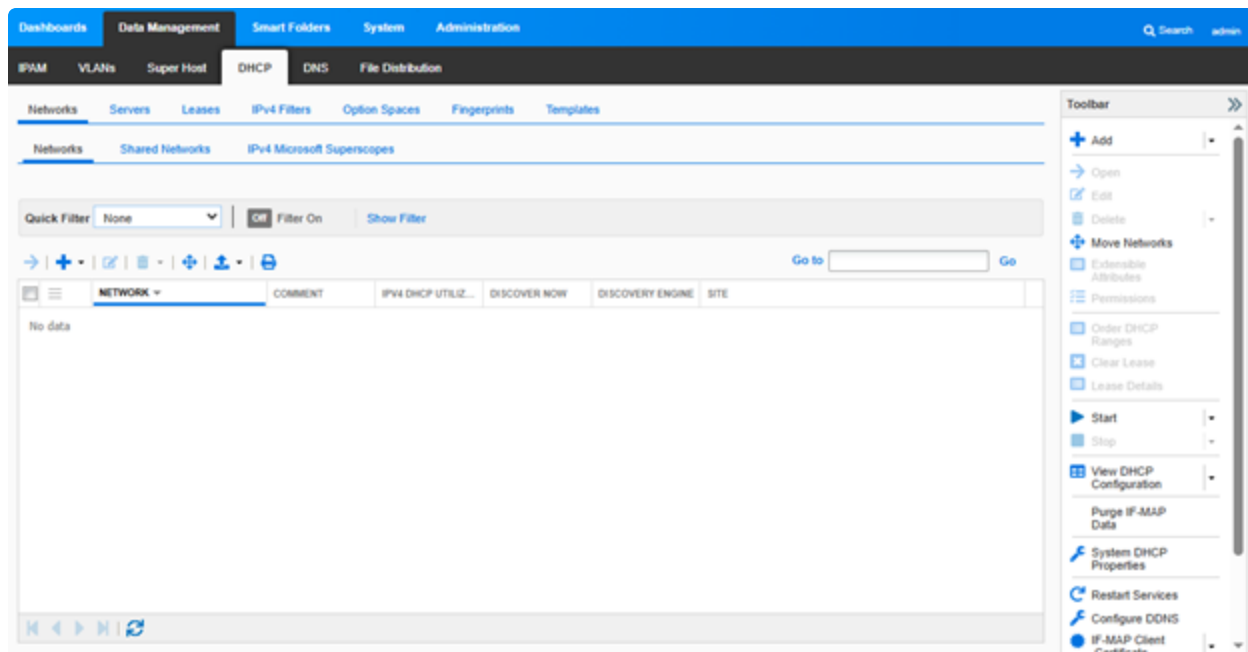 Dashboards Data Management Smart Folders System Administration Search admin
IPAM VLANs Super Host DHCP DNS File Distribution
Networks Servers Leases IPv4 Filters Option Spaces Fingerprints Templates
Networks Shared Networks IPv4 Microsoft Superscopes
Quick Filter None Off Filter On Show Filter
Go to Go
NETWORK COMMENT IPV4 DHCP UTILIZ... DISCOVER NOW DISCOVERY ENGINE SITE
No data
Toolbar
Add
Open
Edit
Delete
Move Networks
Extensible
Attributes
Permissions
Order DHCP
Ranges
Clear Lease
Lease Details
Start
Stop
View DHCP
Configuration
Purge IF-MAP
Data
System DHCP
Properties
Restart Services
Configure DDNS
IF-MAP Client
Certificate